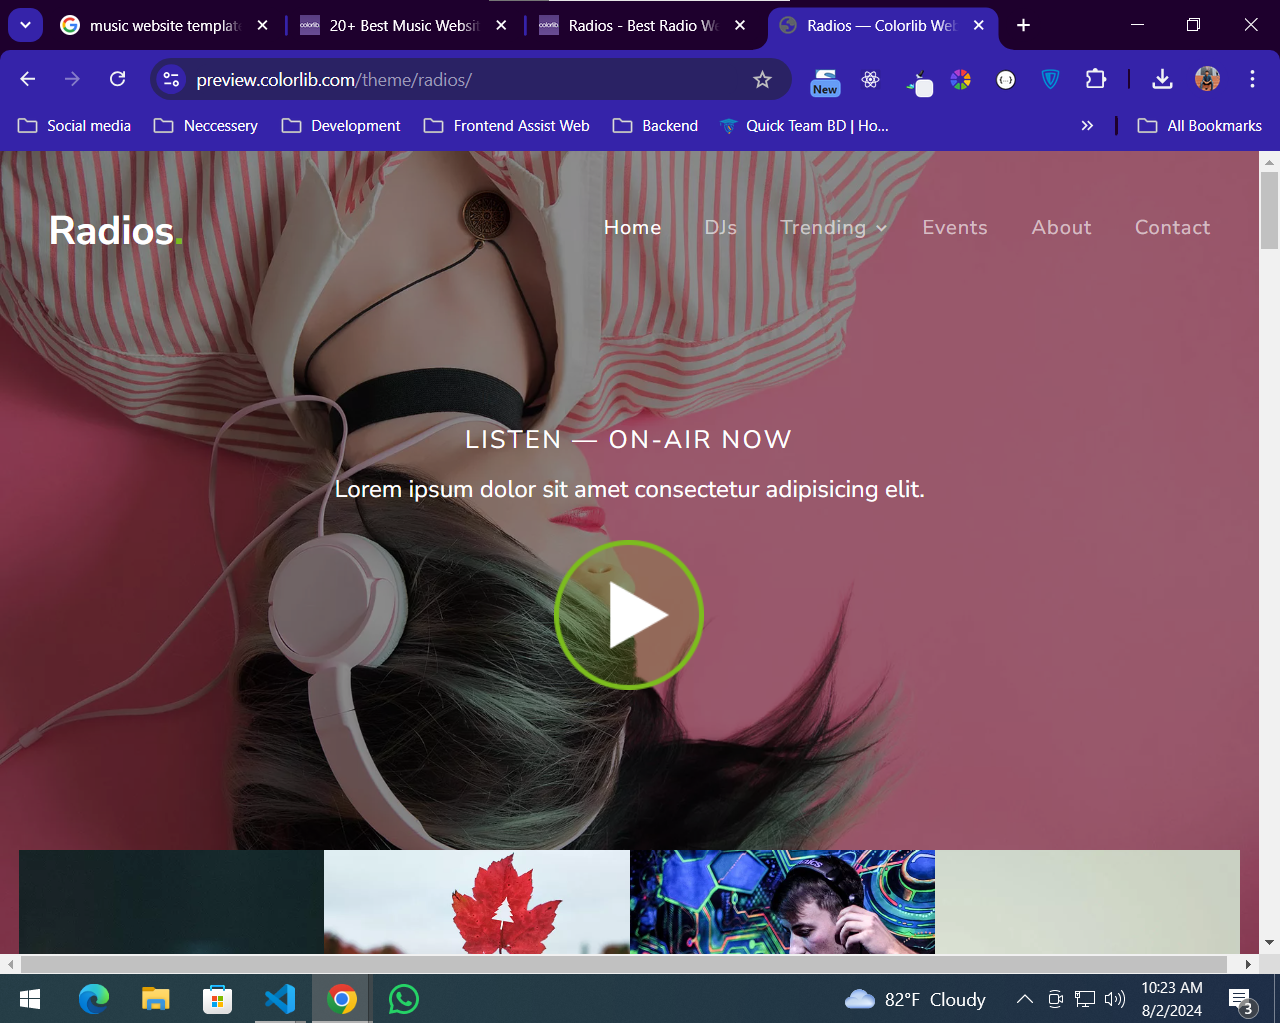 music website template
20+ Best Music Websit
Radios - Best Radio We
Radios — Colorlib Web
preview.colorlib.com/theme/radios/
New
Social media
Neccessery
Development
Frontend Assist Web
Backend
Quick Team BD | Ho...
All Bookmarks
Radios.
Home
DJs
Trending
Events
About
Contact
LISTEN — ON-AIR NOW
Lorem ipsum dolor sit amet consectetur adipisicing elit.
82°F Cloudy
10:23 AM
8/2/2024
3